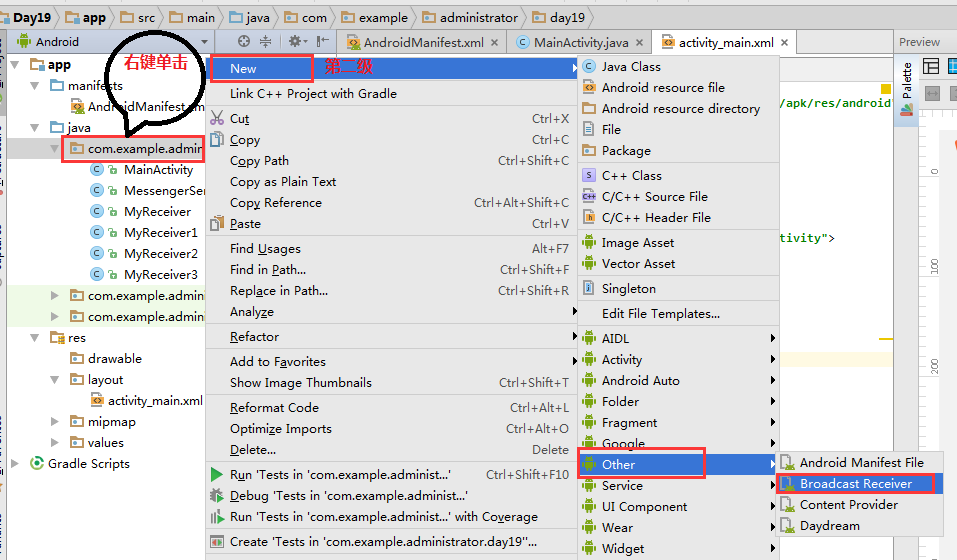 Day19 app src main java com example administrator day19
Android
AndroidManifest.xml
MainActivity.java
activity_main.xml
Preview
右键单击
第二级
app
manifests
AndroidManifest.xm
java
com.example.admin
MainActivity
MessengerSer
MyReceiver
MyReceiver1
MyReceiver2
MyReceiver3
com.example.admini
com.example.admini
res
drawable
layout
activity_main.xml
mipmap
values
Gradle Scripts
New
Link C++ Project with Gradle
Cut Ctrl+X
Copy Ctrl+C
Copy Path Ctrl+Shift+C
Copy as Plain Text
Copy Reference Ctrl+Alt+Shift+C
Paste Ctrl+V
Find Usages Alt+F7
Find in Path... Ctrl+Shift+F
Replace in Path... Ctrl+Shift+R
Analyze
Refactor
Add to Favorites
Show Image Thumbnails Ctrl+Shift+T
Reformat Code Ctrl+Alt+L
Optimize Imports Ctrl+Alt+O
Delete... Delete
Run 'Tests in 'com.example.administ...' Ctrl+Shift+F10
Debug 'Tests in 'com.example.administ...'
Run 'Tests in 'com.example.administ...' with Coverage
Create 'Tests in 'com.example.administrator.day19''...
Java Class
Android resource file
Android resource directory
File
Package
C++ Class
C/C++ Source File
C/C++ Header File
Image Asset
Vector Asset
Singleton
Edit File Templates...
AIDL
Activity
Android Auto
Folder
Fragment
Google
Other
Service
UI Component
Wear
Widget
Android Manifest File
Broadcast Receiver
Content Provider
Daydream
/apk/res/android
tivity">
Palette
0
100
200